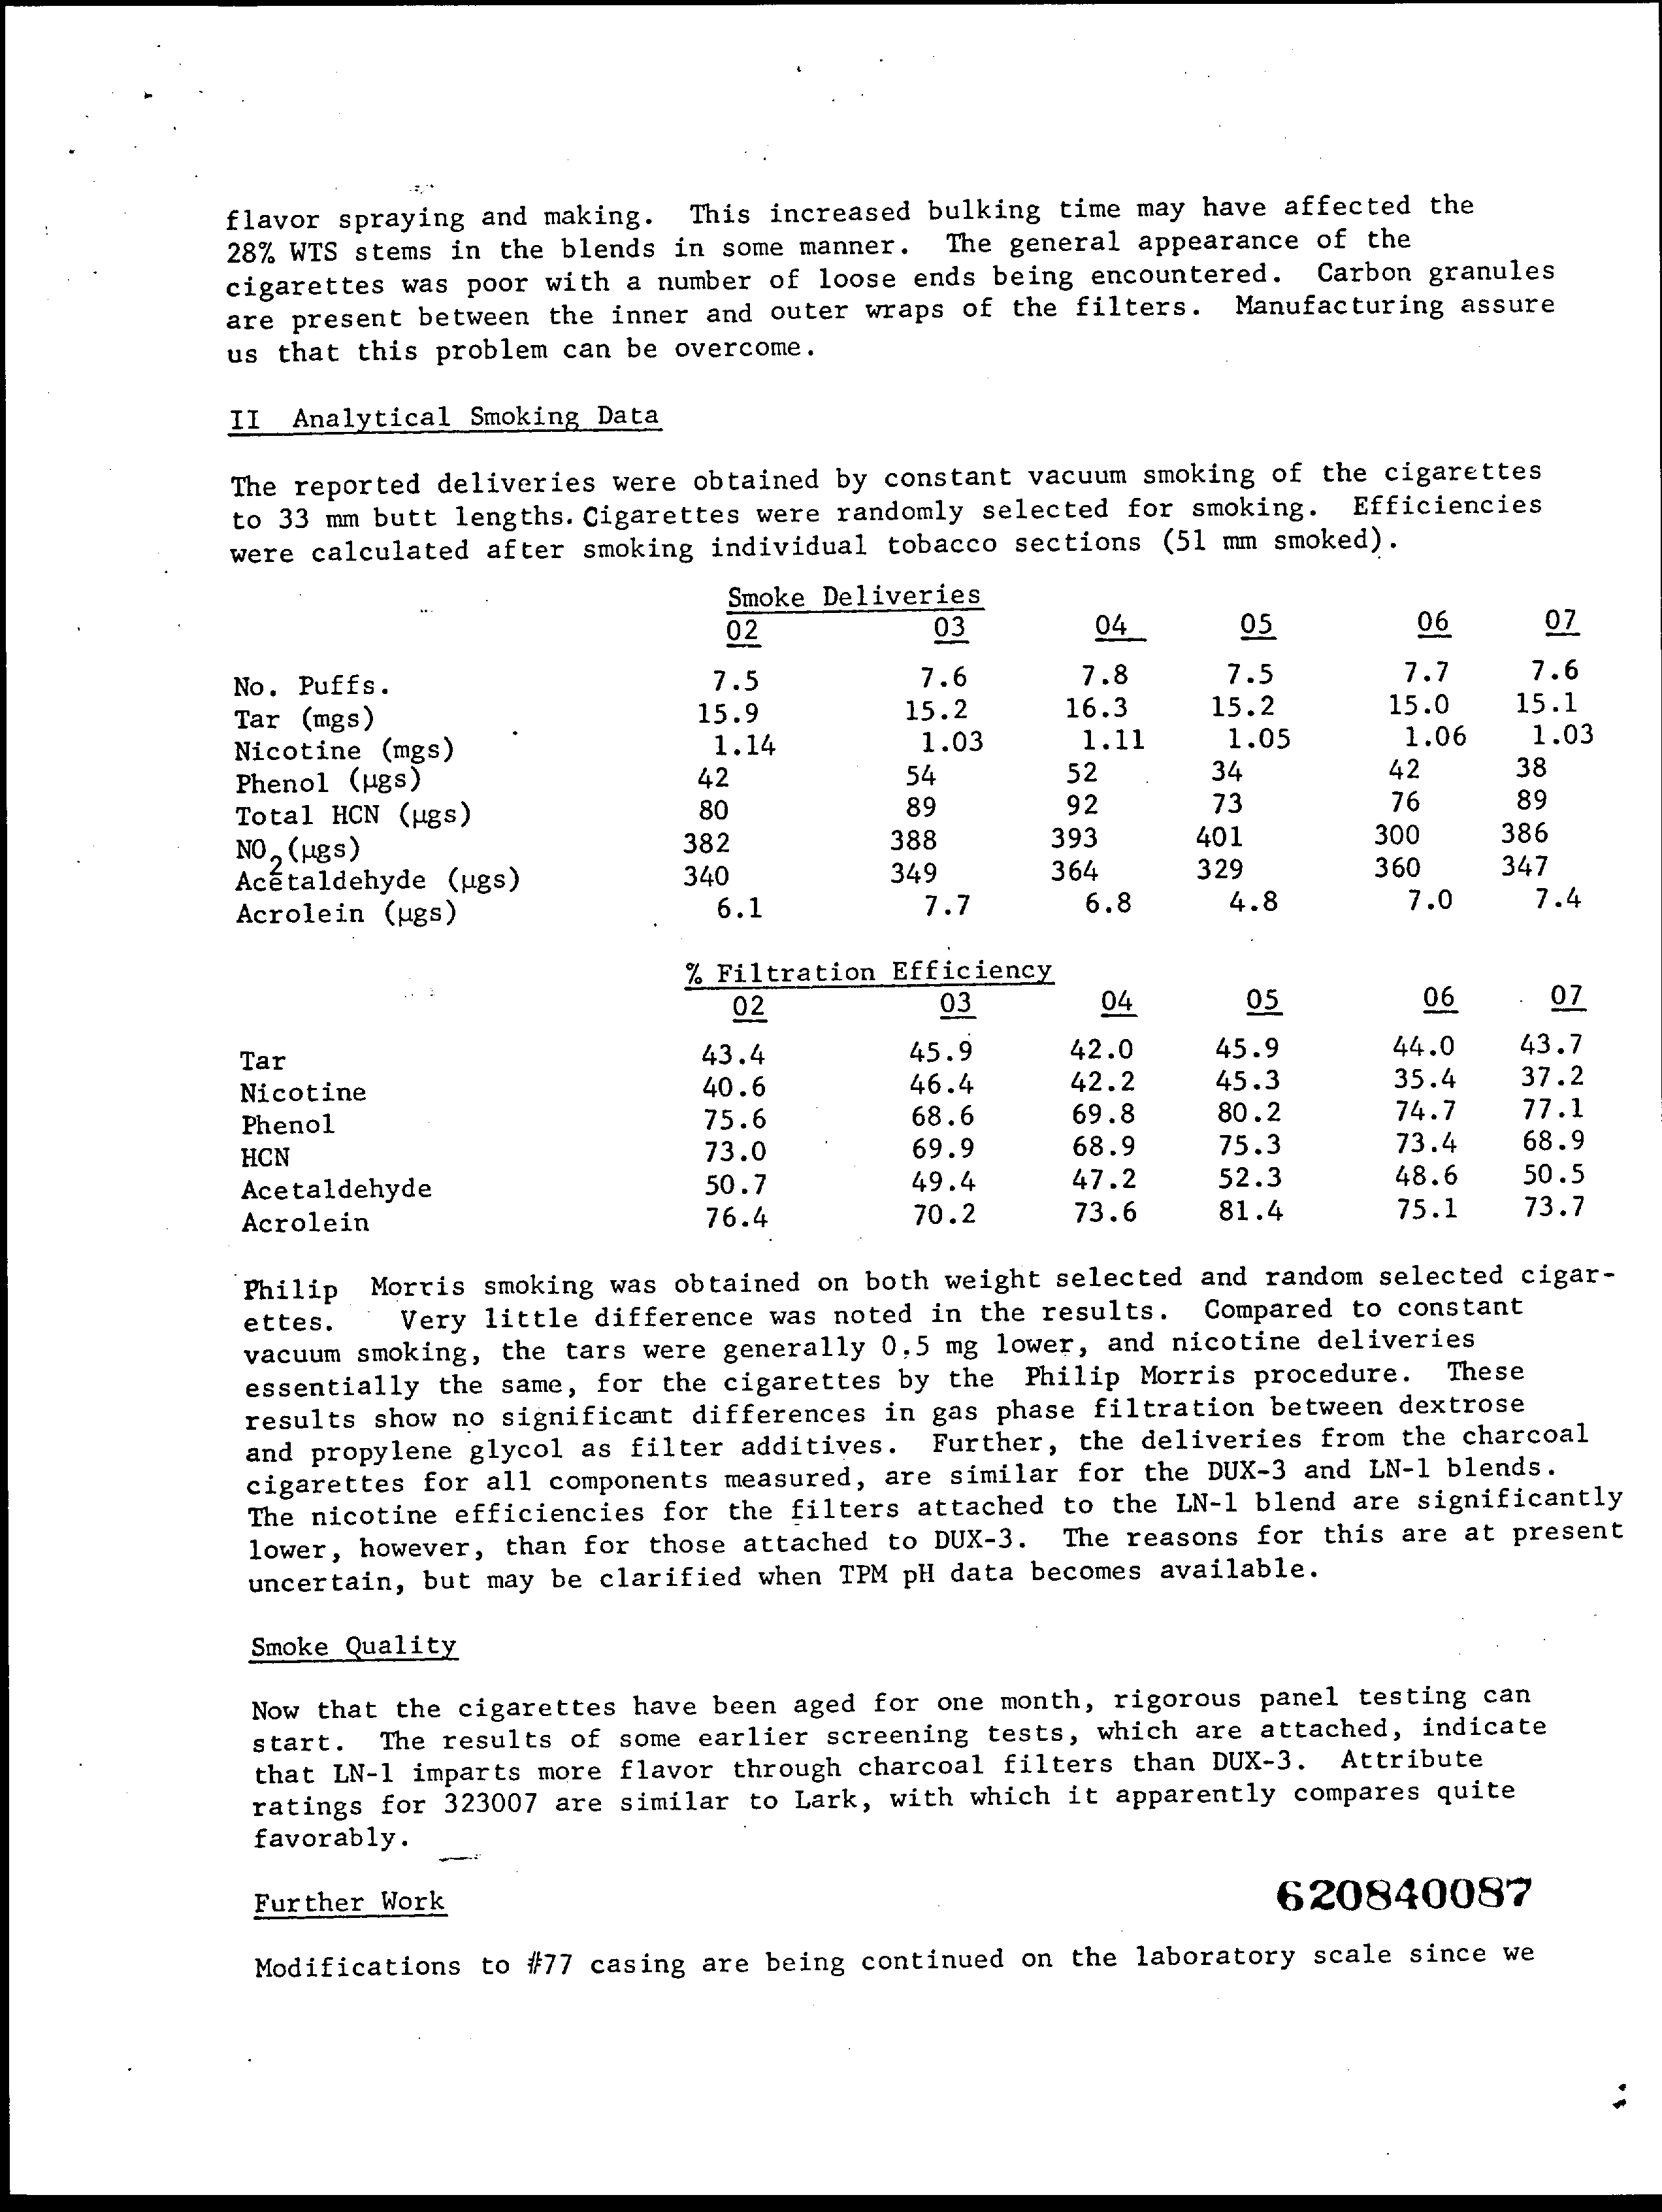 flavor spraying and making. This increased bulking time may have affected the
28% WTS stems in the blends in some manner. The general appearance of the
cigarettes was poor with a number of loose ends being encountered. Carbon granules
are present between the inner and outer wraps of the filters. Manufacturing assure
us that this problem can be overcome.
II Analytical Smoking Data
The reported deliveries were obtained by constant vacuum smoking of the cigarettes
to 33 mm butt lengths. Cigarettes were randomly selected for smoking. Efficiencies
were calculated after smoking individual tobacco sections (51 mm smoked).
Smoke Deliveries
02 03 04 05 06 07
No. Puffs. 7.5 7.6 7.8 7.5 7.7 7.6
Tar (mgs) 15.9 15.2 16.3 15.2 15.0 15.1
Nicotine (mgs) 1.14 1.03 1.11 1.05 1.06 1.03
Phenol (μgs) 42 54 52 34 42 38
Total HCN (μgs) 80 89 92 73 76 89
NO2(μgs) 382 388 393 401 300 386
Acetaldehyde (μgs) 340 349 364 329 360 347
Acrolein (μgs) 6.1 7.7 6.8 4.8 7.0 7.4
% Filtration Efficiency
02 03 04 05 06 07
Tar 43.4 45.9 42.0 45.9 44.0 43.7
Nicotine 40.6 46.4 42.2 45.3 35.4 37.2
Phenol 75.6 68.6 69.8 80.2 74.7 77.1
HCN 73.0 69.9 68.9 75.3 73.4 68.9
Acetaldehyde 50.7 49.4 47.2 52.3 48.6 50.5
Acrolein 76.4 70.2 73.6 81.4 75.1 73.7
Philip Morris smoking was obtained on both weight selected and random selected cigar-
ettes. Very little difference was noted in the results. Compared to constant
vacuum smoking, the tars were generally 0.5 mg lower, and nicotine deliveries
essentially the same, for the cigarettes by the Philip Morris procedure. These
results show no significant differences in gas phase filtration between dextrose
and propylene glycol as filter additives. Further, the deliveries from the charcoal
cigarettes for all components measured, are similar for the DUX-3 and LN-1 blends.
The nicotine efficiencies for the filters attached to the LN-1 blend are significantly
lower, however, than for those attached to DUX-3. The reasons for this are at present
uncertain, but may be clarified when TPM pH data becomes available.
Smoke Quality
Now that the cigarettes have been aged for one month, rigorous panel testing can
start. The results of some earlier screening tests, which are attached, indicate
that LN-1 imparts more flavor through charcoal filters than DUX-3. Attribute
ratings for 323007 are similar to Lark, with which it apparently compares quite
favorably.
Further Work
620840087
Modifications to #77 casing are being continued on the laboratory scale since we